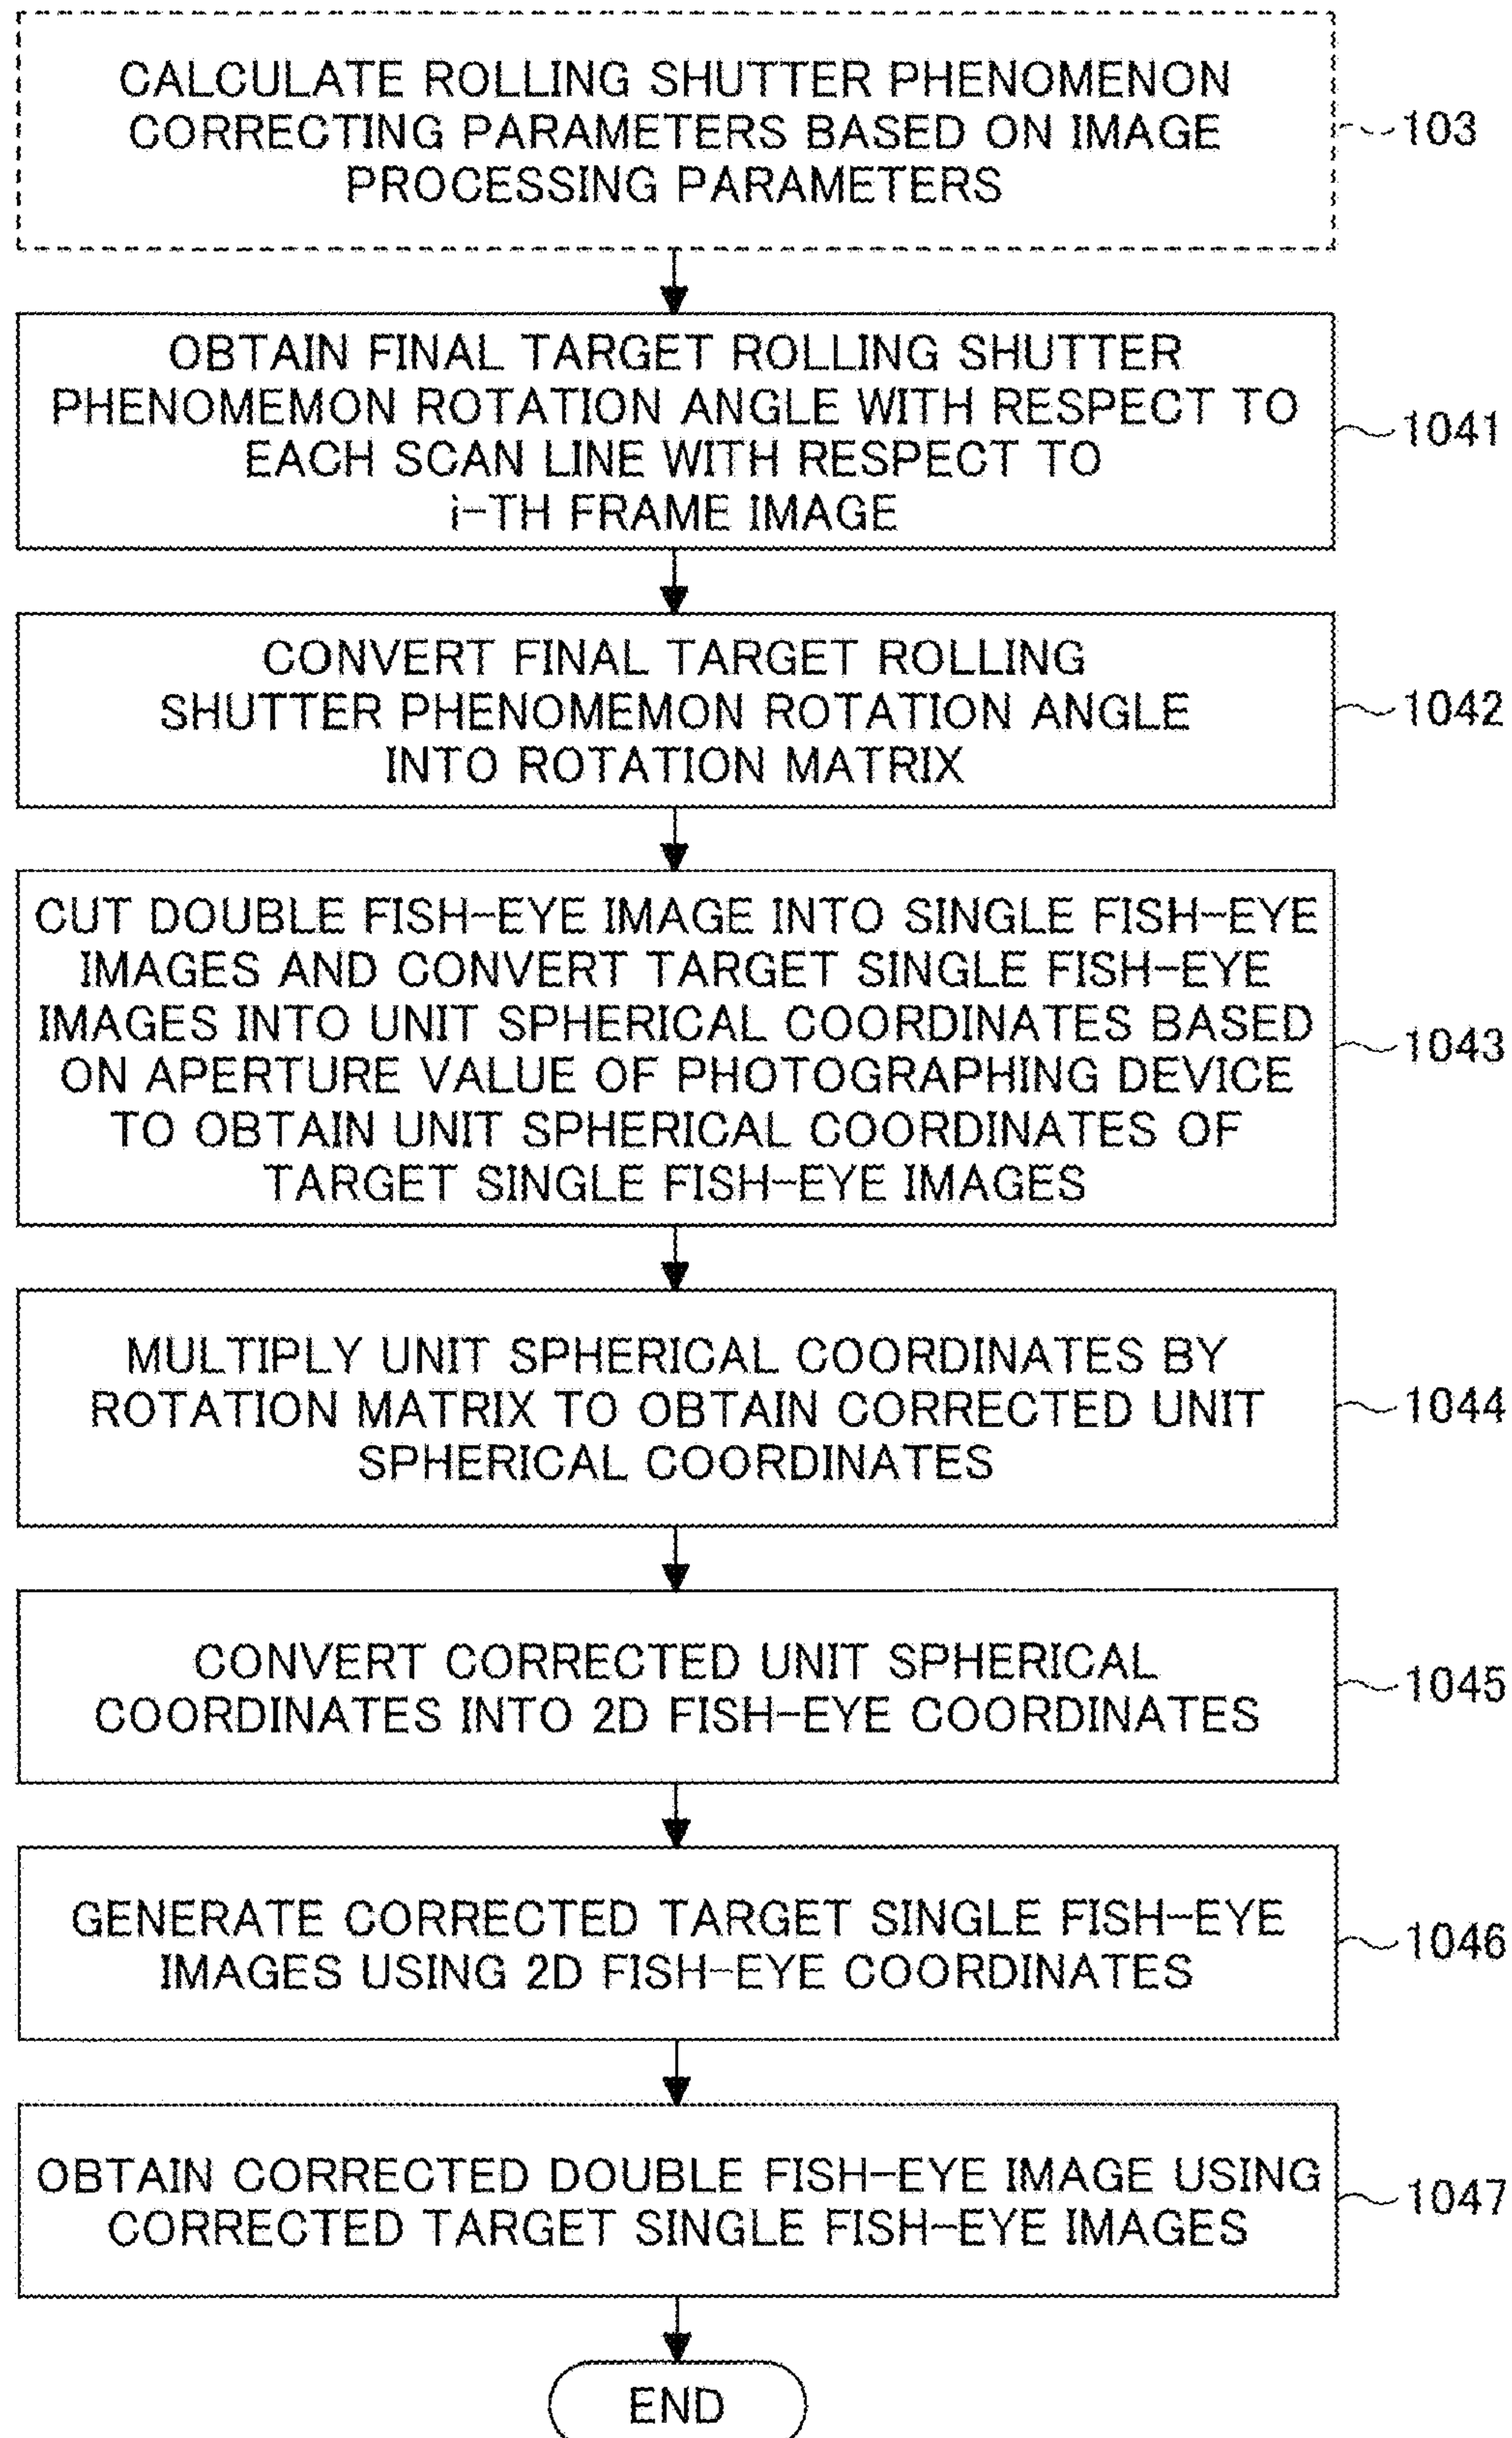 CALCULATE ROLLING SHUTTER PHENOMENON
CORRECTING PARAMETERS BASED ON IMAGE
PROCESSING PARAMETERS
103
OBTAIN FINAL TARGET ROLLING SHUTTER
PHENOMEMON ROTATION ANGLE WITH RESPECT TO
EACH SCAN LINE WITH RESPECT TO
i-TH FRAME IMAGE
1041
CONVERT FINAL TARGET ROLLING
SHUTTER PHENOMEMON ROTATION ANGLE
INTO ROTATION MATRIX
1042
CUT DOUBLE FISH-EYE IMAGE INTO SINGLE FISH-EYE
IMAGES AND CONVERT TARGET SINGLE FISH-EYE
IMAGES INTO UNIT SPHERICAL COORDINATES BASED
ON APERTURE VALUE OF PHOTOGRAPHING DEVICE
TO OBTAIN UNIT SPHERICAL COORDINATES OF
TARGET SINGLE FISH-EYE IMAGES
1043
MULTIPLY UNIT SPHERICAL COORDINATES BY
ROTATION MATRIX TO OBTAIN CORRECTED UNIT
SPHERICAL COORDINATES
1044
CONVERT CORRECTED UNIT SPHERICAL
COORDINATES INTO 2D FISH-EYE COORDINATES
1045
GENERATE CORRECTED TARGET SINGLE FISH-EYE
IMAGES USING 2D FISH-EYE COORDINATES
1046
OBTAIN CORRECTED DOUBLE FISH-EYE IMAGE USING
CORRECTED TARGET SINGLE FISH-EYE IMAGES
1047
END